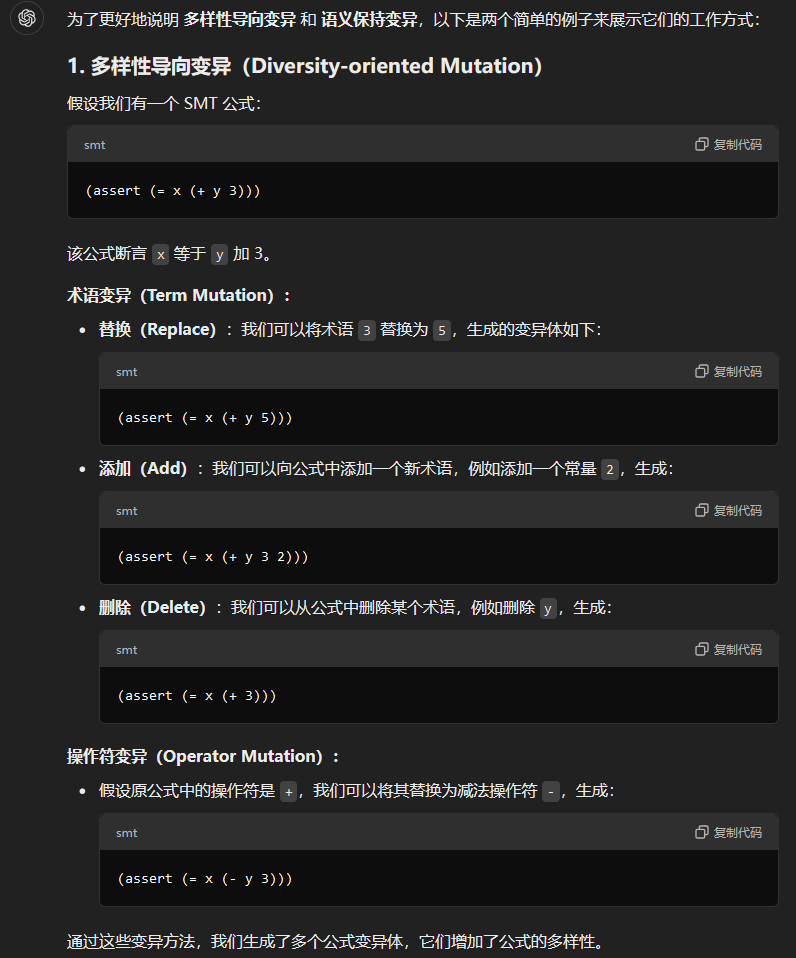 为了更好地说明 多样性导向变异 和 语义保持变异，以下是两个简单的例子来展示它们的工作方式：
1. 多样性导向变异（Diversity-oriented Mutation）
假设我们有一个 SMT 公式：
smt 复制代码
(assert (= x (+ y 3)))
该公式断言 x 等于 y 加 3。
术语变异（Term Mutation）：
• 替换（Replace）：我们可以将术语 3 替换为 5，生成的变异体如下：
smt 复制代码
(assert (= x (+ y 5)))
• 添加（Add）：我们可以向公式中添加一个新术语，例如添加一个常量 2，生成：
smt 复制代码
(assert (= x (+ y 3 2)))
• 删除（Delete）：我们可以从公式中删除某个术语，例如删除 y，生成：
smt 复制代码
(assert (= x (+ 3)))
操作符变异（Operator Mutation）：
• 假设原公式中的操作符是 +，我们可以将其替换为减法操作符 -，生成：
smt 复制代码
(assert (= x (- y 3)))
通过这些变异方法，我们生成了多个公式变异体，它们增加了公式的多样性。